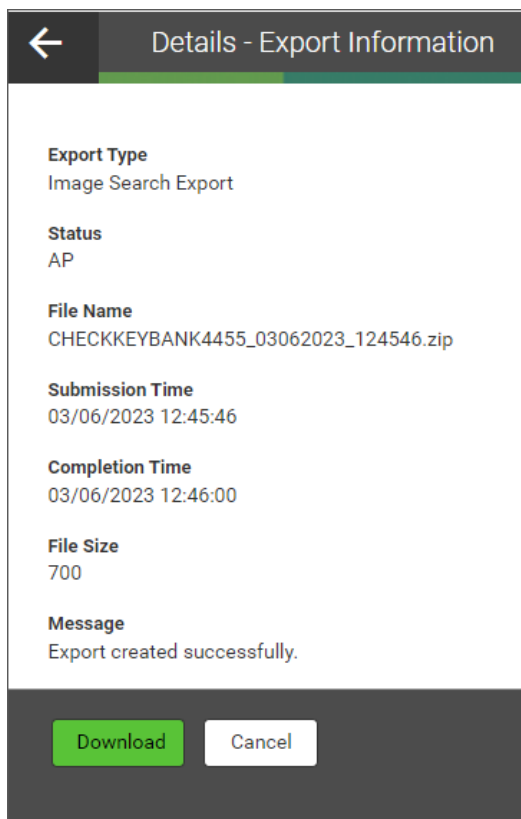 Details - Export Information
Export Type
Image Search Export
Status
AP
File Name
CHECKKEYBANK4455_03062023_124546.zip
Submission Time
03/06/2023 12:45:46
Completion Time
03/06/2023 12:46:00
File Size
700
Message
Export created successfully.
Download Cancel